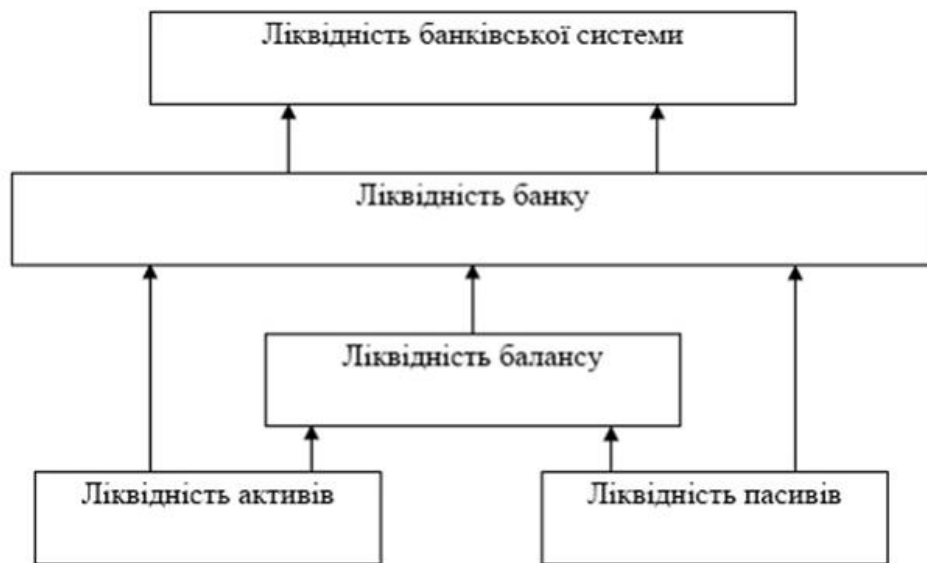 Ліквідність банківської системи
Ліквідність банку
Ліквідність балансу
Ліквідність активів
Ліквідність пасивів